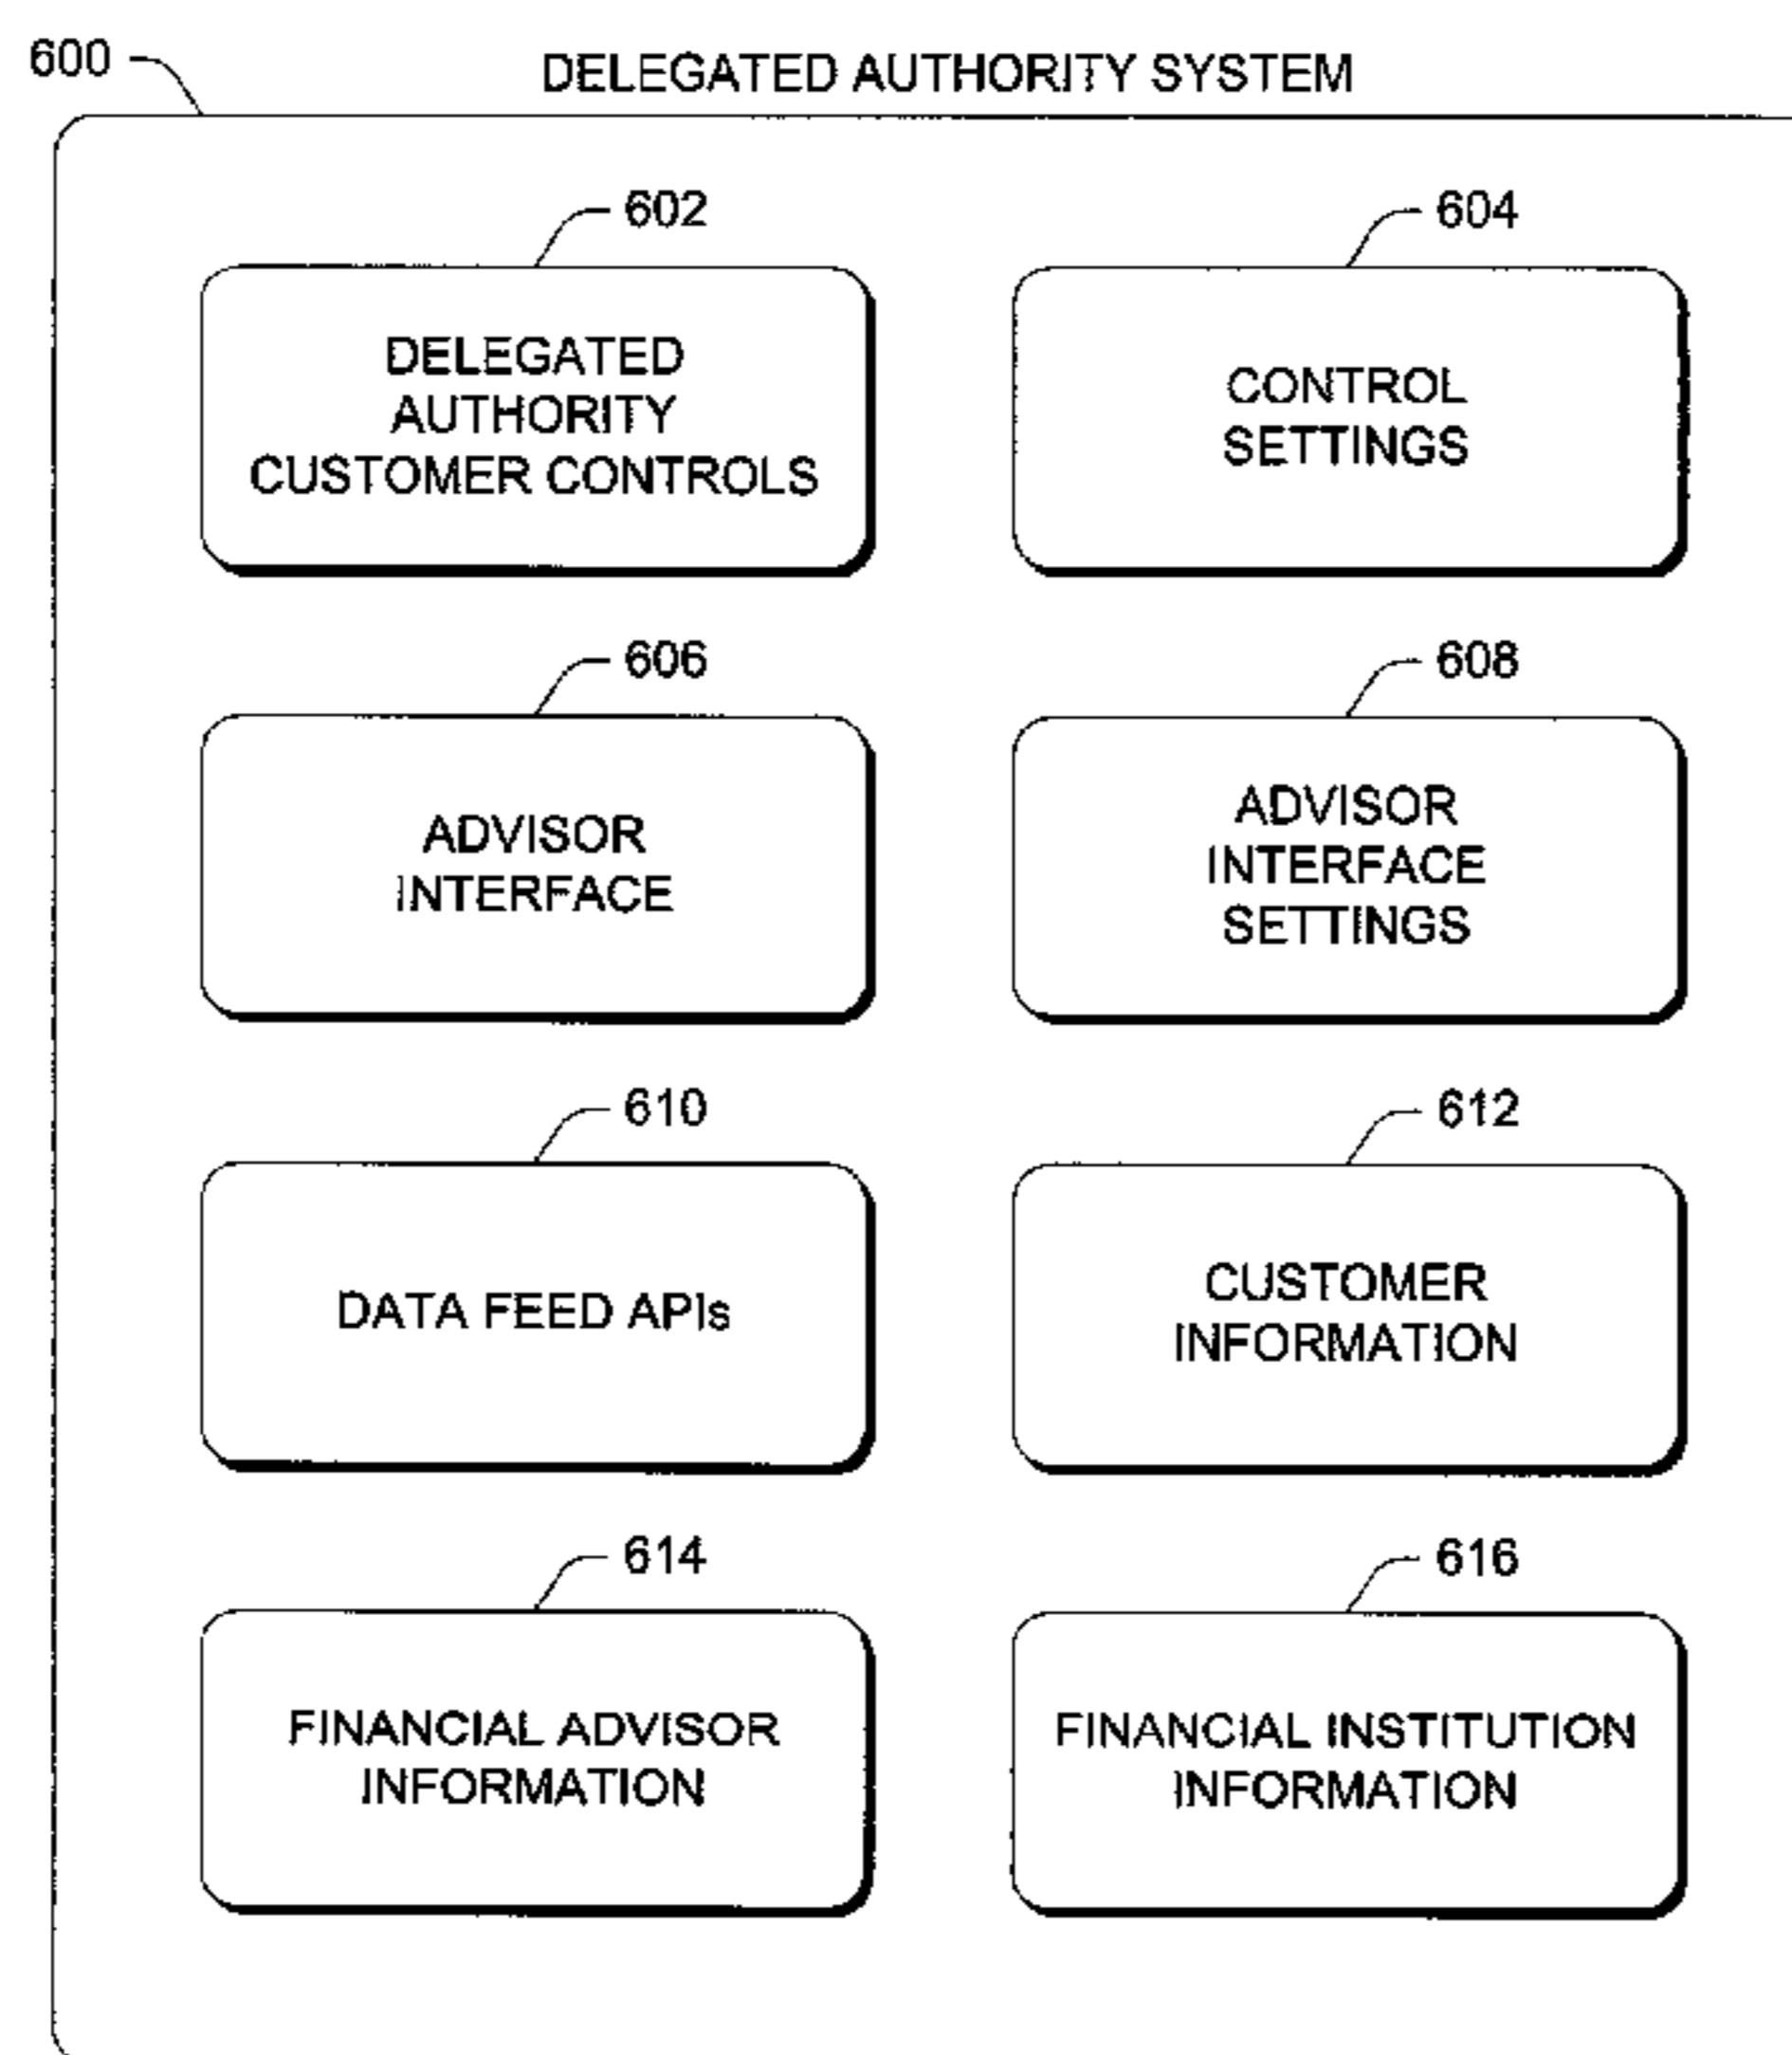 600
DELEGATED AUTHORITY SYSTEM
602
DELEGATED
AUTHORITY
CUSTOMER CONTROLS
604
CONTROL
SETTINGS
606
ADVISOR
INTERFACE
608
ADVISOR
INTERFACE
SETTINGS
610
DATA FEED APIs
612
CUSTOMER
INFORMATION
614
FINANCIAL ADVISOR
INFORMATION
616
FINANCIAL INSTITUTION
INFORMATION